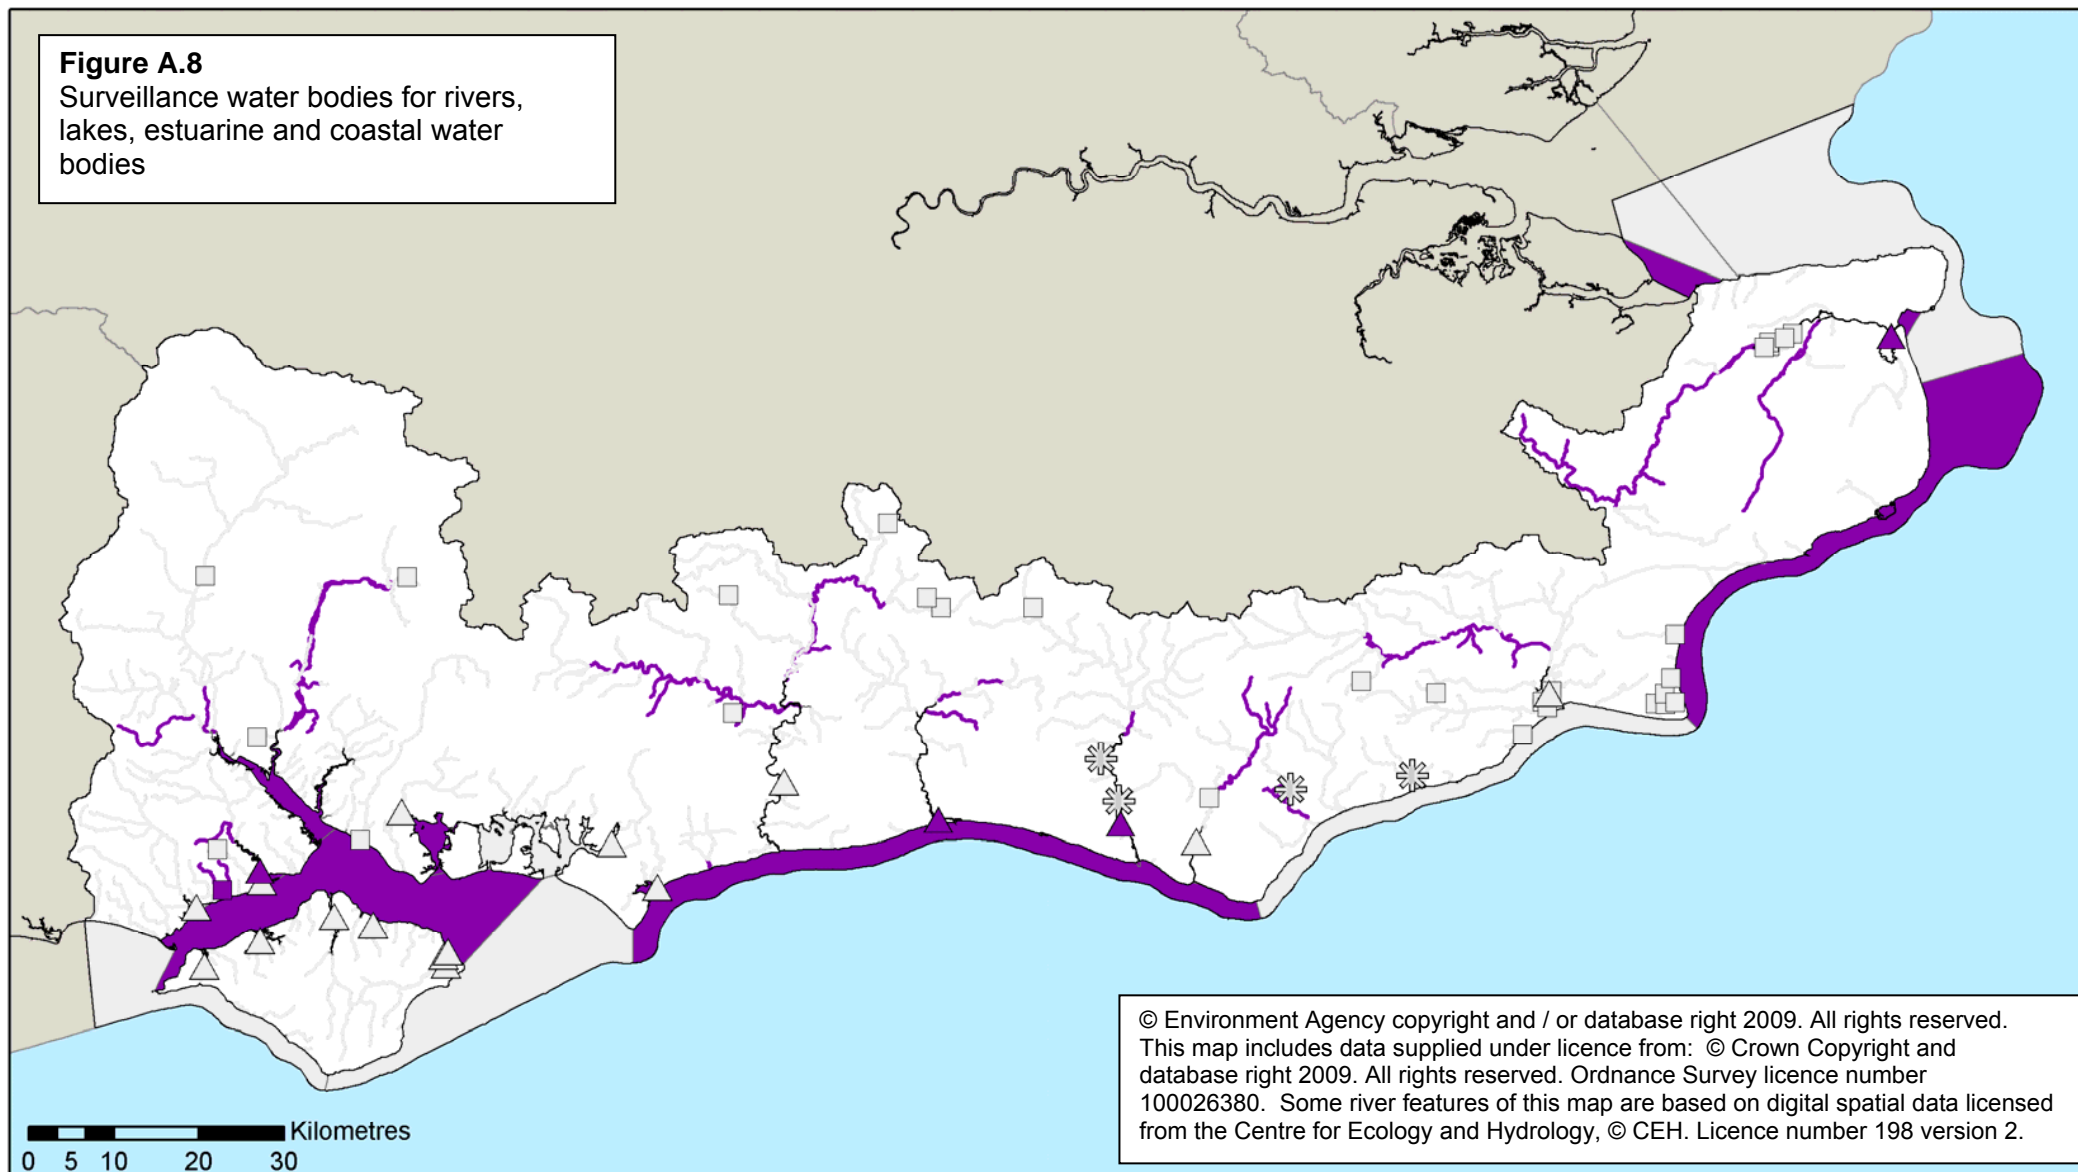 Figure A.8
Surveillance water bodies for rivers,
lakes, estuarine and coastal water
bodies
© Environment Agency copyright and / or database right 2009. All rights reserved.
This map includes data supplied under licence from:  © Crown Copyright and
database right 2009. All rights reserved. Ordnance Survey licence number
100026380.  Some river features of this map are based on digital spatial data licensed
from the Centre for Ecology and Hydrology, © CEH. Licence number 198 version 2.
Kilometres
0 5 10 20 30